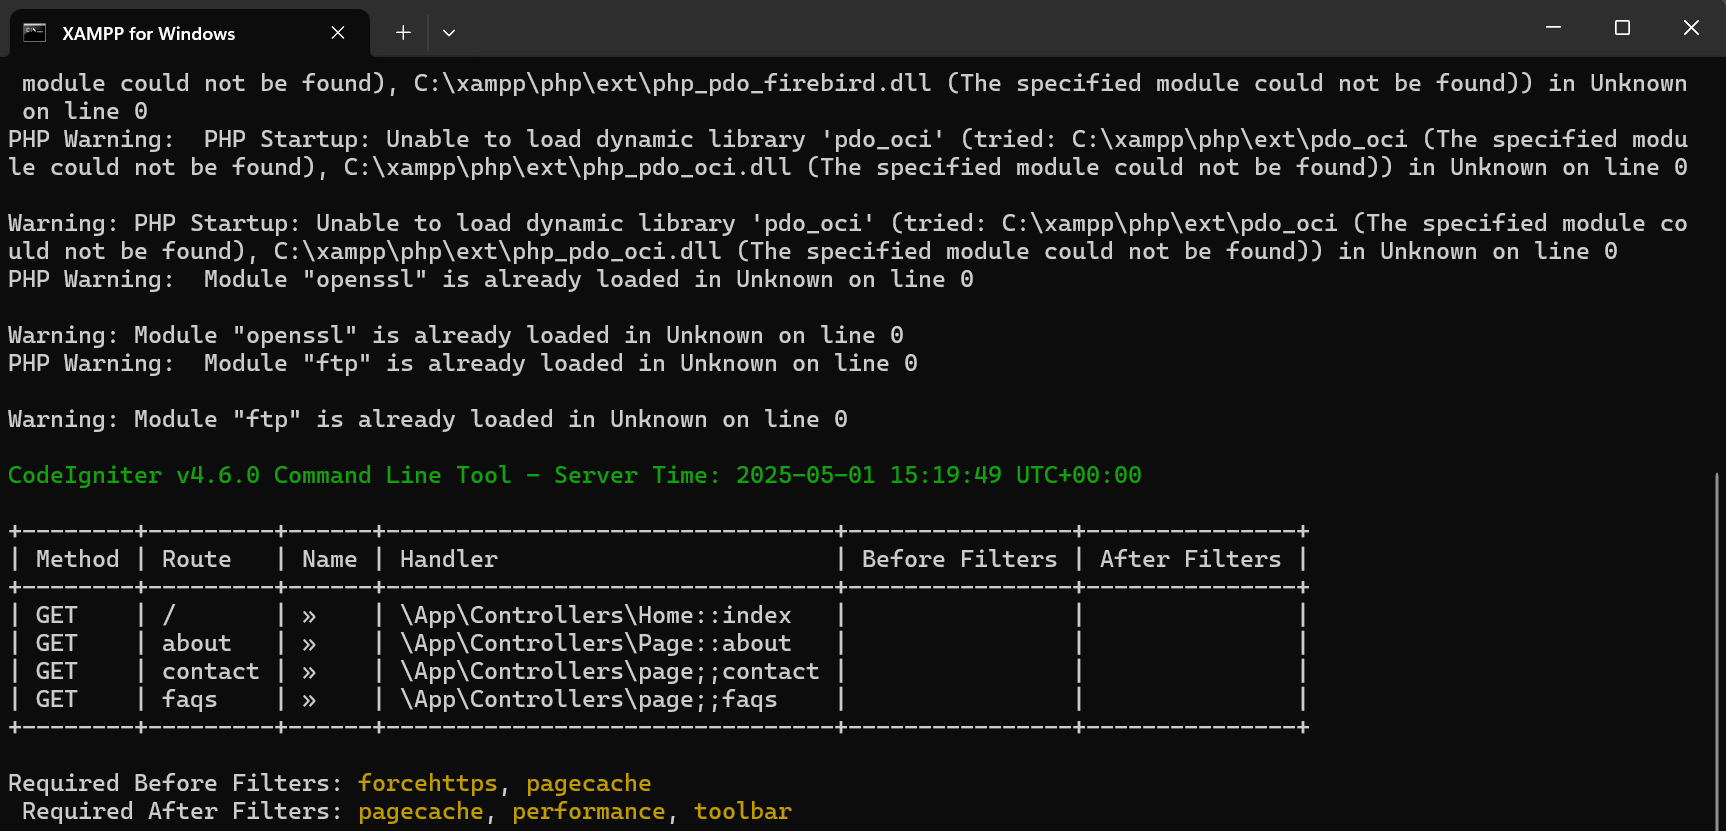 XAMPP for Windows
 module could not be found), C:\xampp\php\ext\php_pdo_firebird.dll (The specified module could not be found)) in Unknown
 on line 0
PHP Warning:  PHP Startup: Unable to load dynamic library 'pdo_oci' (tried: C:\xampp\php\ext\pdo_oci (The specified modu
le could not be found), C:\xampp\php\ext\php_pdo_oci.dll (The specified module could not be found)) in Unknown on line 0
Warning: PHP Startup: Unable to load dynamic library 'pdo_oci' (tried: C:\xampp\php\ext\pdo_oci (The specified module co
uld not be found), C:\xampp\php\ext\php_pdo_oci.dll (The specified module could not be found)) in Unknown on line 0
PHP Warning:  Module "openssl" is already loaded in Unknown on line 0
Warning: Module "openssl" is already loaded in Unknown on line 0
PHP Warning:  Module "ftp" is already loaded in Unknown on line 0
Warning: Module "ftp" is already loaded in Unknown on line 0
CodeIgniter v4.6.0 Command Line Tool - Server Time: 2025-05-01 15:19:49 UTC+00:00
+--------+---------+------+--------------------------------+----------------+---------------+
| Method | Route   | Name | Handler                        | Before Filters | After Filters |
+--------+---------+------+--------------------------------+----------------+---------------+
| GET    | /       | »    | \App\Controllers\Home::index   |                |               |
| GET    | about   | »    | \App\Controllers\Page::about   |                |               |
| GET    | contact | »    | \App\Controllers\page;;contact |                |               |
| GET    | faqs    | »    | \App\Controllers\page;;faqs    |                |               |
+--------+---------+------+--------------------------------+----------------+---------------+
Required Before Filters: forcehttps, pagecache
 Required After Filters: pagecache, performance, toolbar